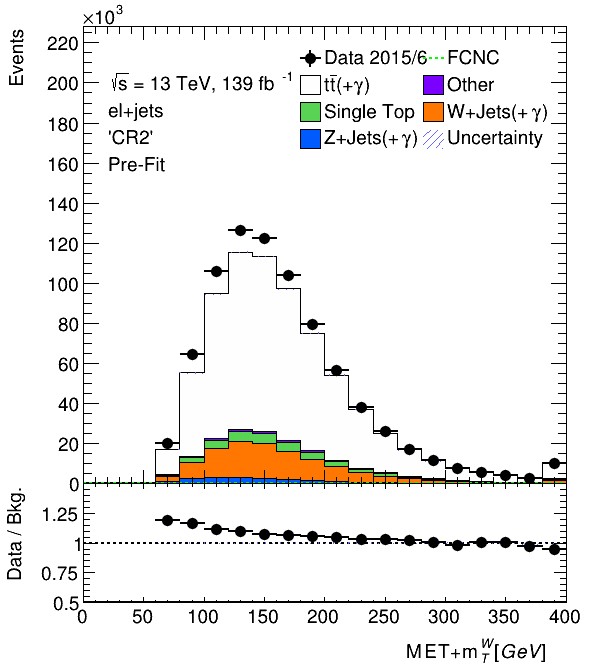 ×10³
Events
220
200
180
160
140
120
100
80
60
40
20
0
√s = 13 TeV, 139 fb⁻¹
el+jets
'CR2'
Pre-Fit
Data 2015/6 FCNC
tt̄(+γ) Other
Single Top W+Jets(+γ)
Z+Jets(+γ) Uncertainty
Data / Bkg.
1.25
1
0.75
0.5
0 50 100 150 200 250 300 350 400
MET+m_T^W [GeV]